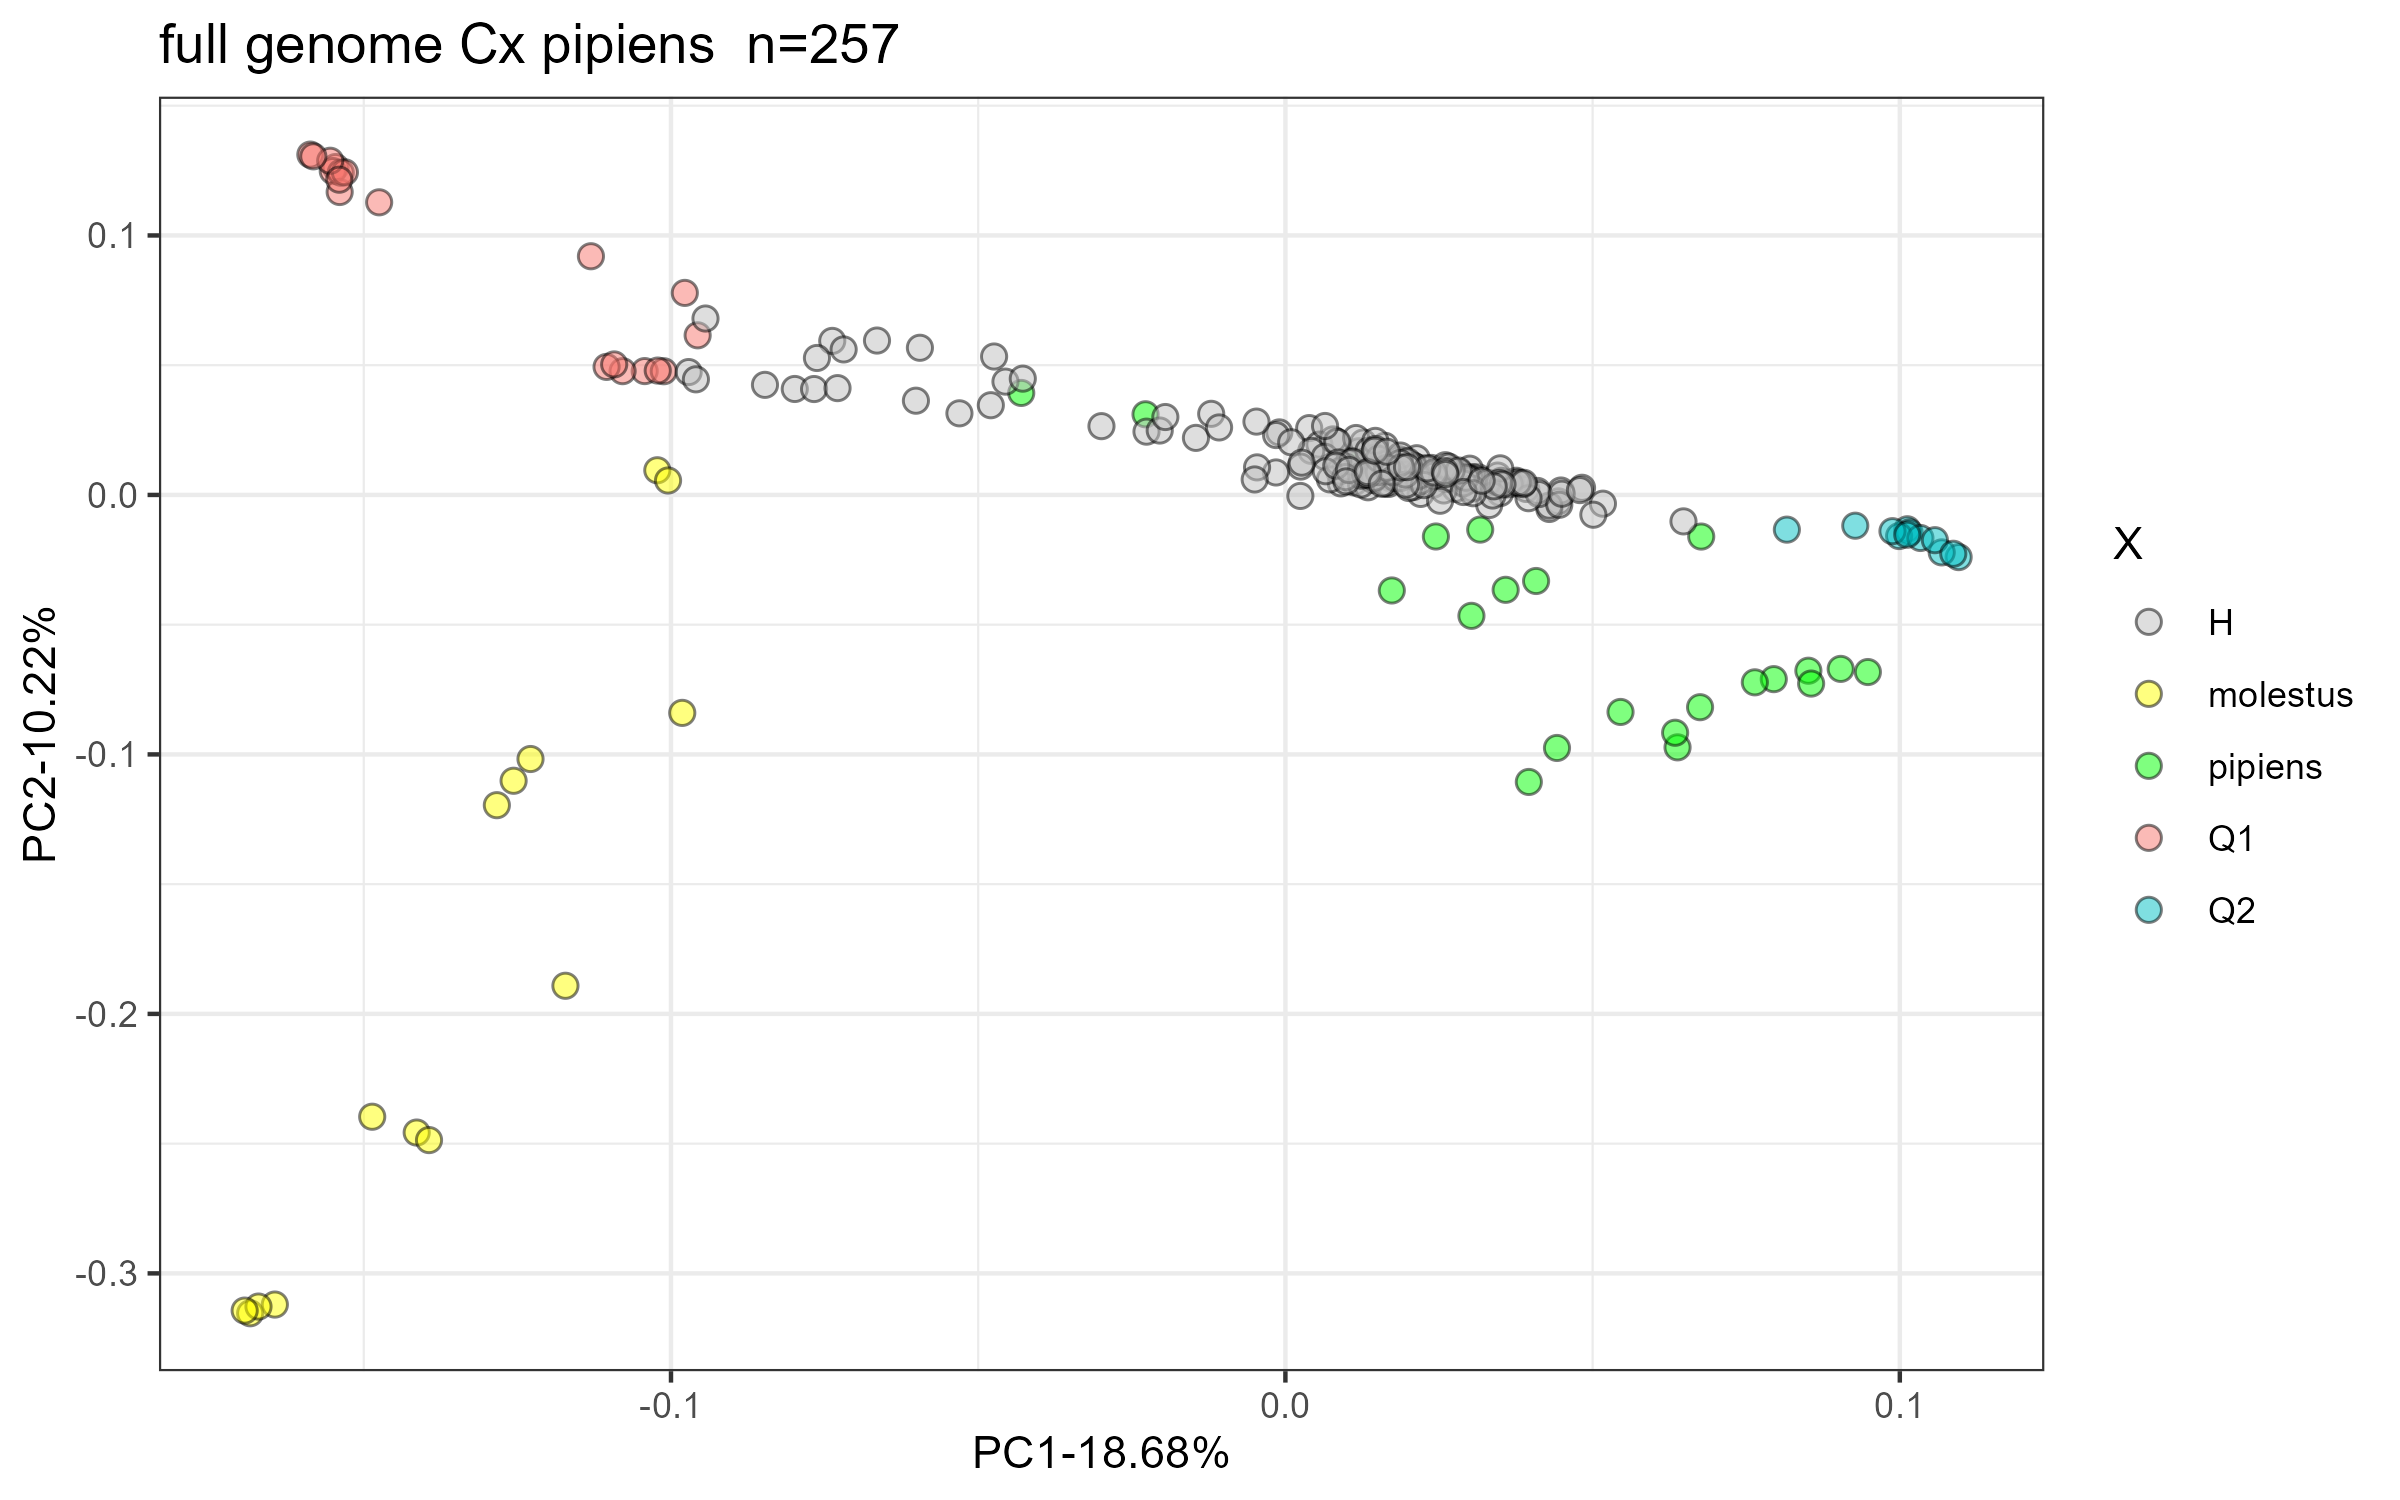 full genome Cx pipiens  n=257
0.1
0.0
-0.1
-0.2
-0.3
PC2-10.22%
-0.1
0.0
0.1
PC1-18.68%
X
H
molestus
pipiens
Q1
Q2